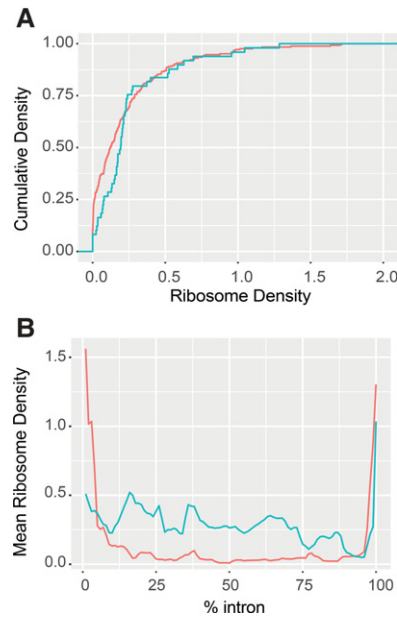 A
1.00
0.75
0.50
0.25
0.00
Cumulative Density
0.0 0.5 1.0 1.5 2.0
Ribosome Density
B
1.5
1.0
0.5
0.0
Mean Ribosome Density
0 25 50 75 100
% intron